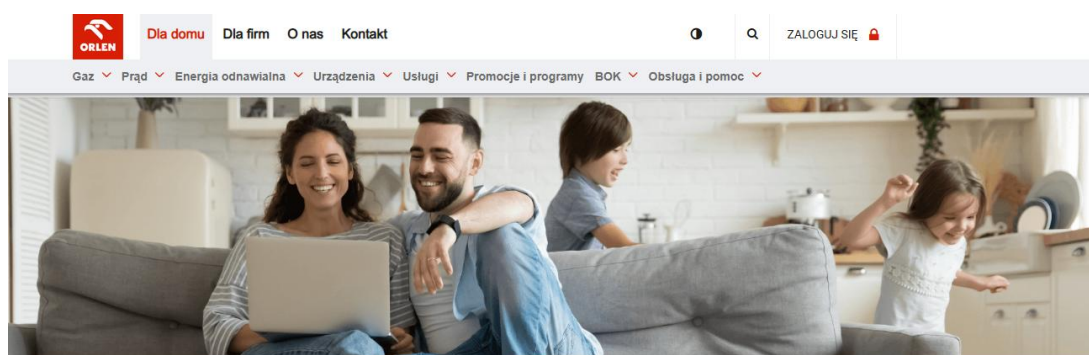 ORLEN
Dla domu Dla firm O nas Kontakt ZALOGUJ SIĘ
Gaz Prąd Energia odnawialna Urządzenia Usługi Promocje i programy BOK Obsługa i pomoc